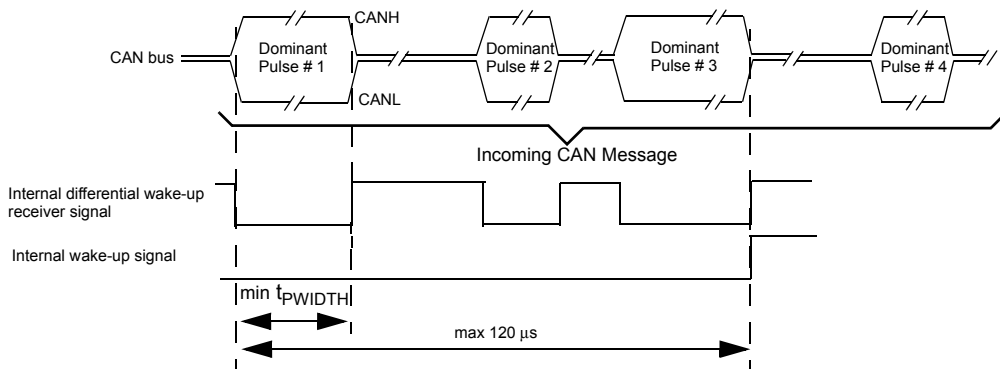 CANH
CAN bus
Dominant
Pulse # 1
Dominant
Pulse # 2
Dominant
Pulse # 3
Dominant
Pulse # 4
CANL
Incoming CAN Message
Internal differential wake-up
receiver signal
Internal wake-up signal
min tPWIDTH
max 120 μs